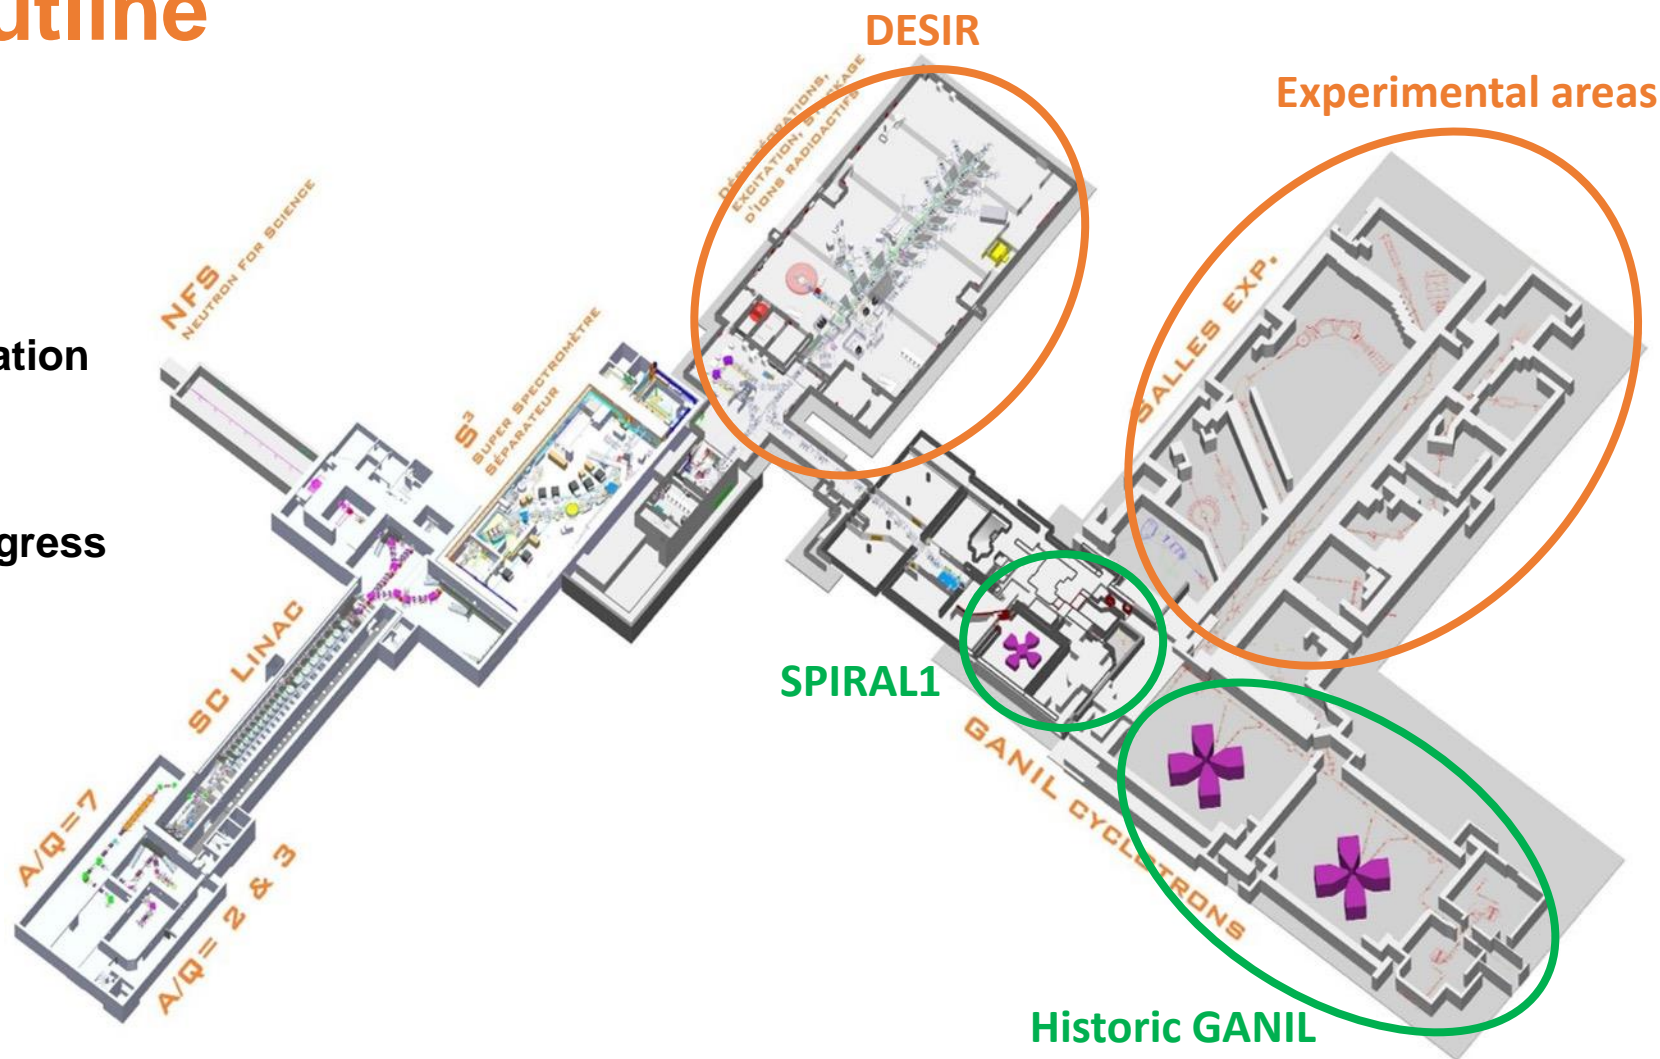 utline
DESIR
Experimental areas
DÉSINTÉGRATIONS,
EXCITATION, STOCKAGE
D'IONS RADIOACTIFS
NFS
NEUTRON FOR SCIENCE
SALLES EXP.
ation
S³
SUPER SPECTROMÈTRE
SÉPARATEUR
gress
SC LINAC
SPIRAL1
GANIL CYCLOTRONS
A/Q=7
A/Q= 2 & 3
Historic GANIL